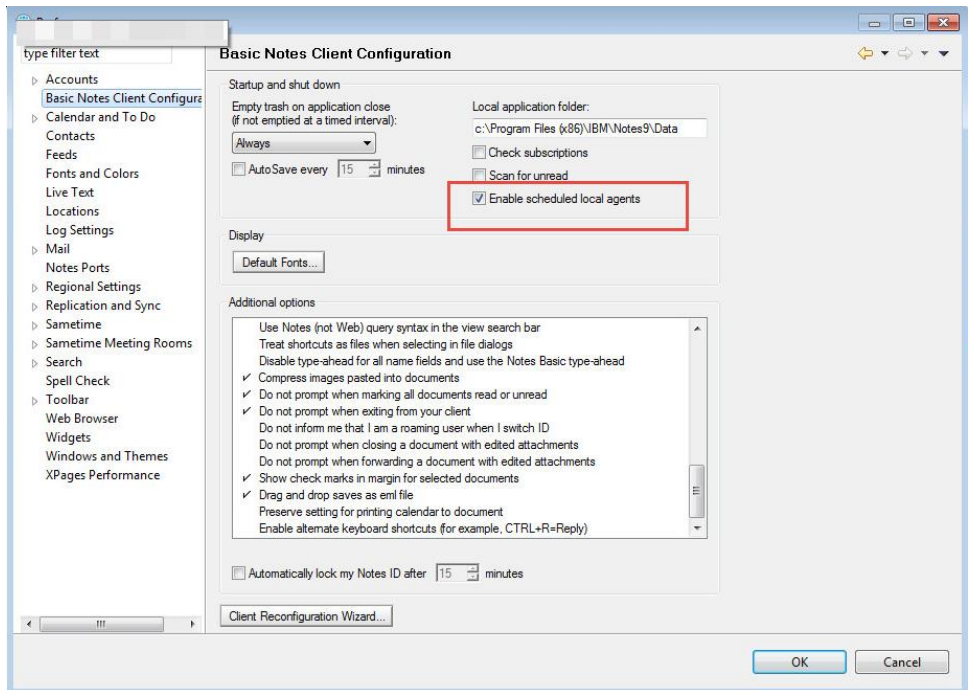 type filter text
Basic Notes Client Configuration
Accounts
Basic Notes Client Configura
Calendar and To Do
Contacts
Feeds
Fonts and Colors
Live Text
Locations
Log Settings
Mail
Notes Ports
Regional Settings
Replication and Sync
Sametime
Sametime Meeting Rooms
Search
Spell Check
Toolbar
Web Browser
Widgets
Windows and Themes
XPages Performance
Startup and shut down
Empty trash on application close
(if not emptied at a timed interval):
Always
AutoSave every 15 minutes
Local application folder:
c:\Program Files (x86)\IBM\Notes9\Data
Check subscriptions
Scan for unread
Enable scheduled local agents
Display
Default Fonts...
Additional options
Use Notes (not Web) query syntax in the view search bar
Treat shortcuts as files when selecting in file dialogs
Disable type-ahead for all name fields and use the Notes Basic type-ahead
Compress images pasted into documents
Do not prompt when marking all documents read or unread
Do not prompt when exiting from your client
Do not inform me that I am a roaming user when I switch ID
Do not prompt when closing a document with edited attachments
Do not prompt when forwarding a document with edited attachments
Show check marks in margin for selected documents
Drag and drop saves as eml file
Preserve setting for printing calendar to document
Enable alternate keyboard shortcuts (for example, CTRL+R=Reply)
Automatically lock my Notes ID after 15 minutes
Client Reconfiguration Wizard...
OK
Cancel